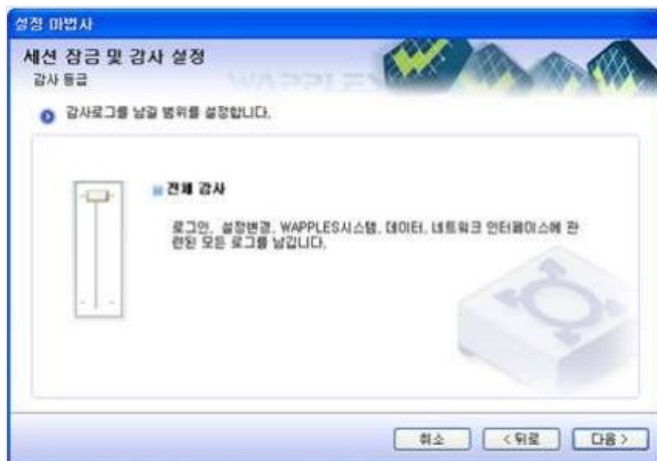 설정 마법사
세션 잠금 및 감사 설정
감사 등급
WAPPLES
감사로그를 남길 범위를 설정합니다.
전체 감사
로그인, 설정변경, WAPPLES시스템, 데이터, 네트워크 인터페이스에 관
련된 모든 로그를 남깁니다.
취소
< 뒤로
다음 >